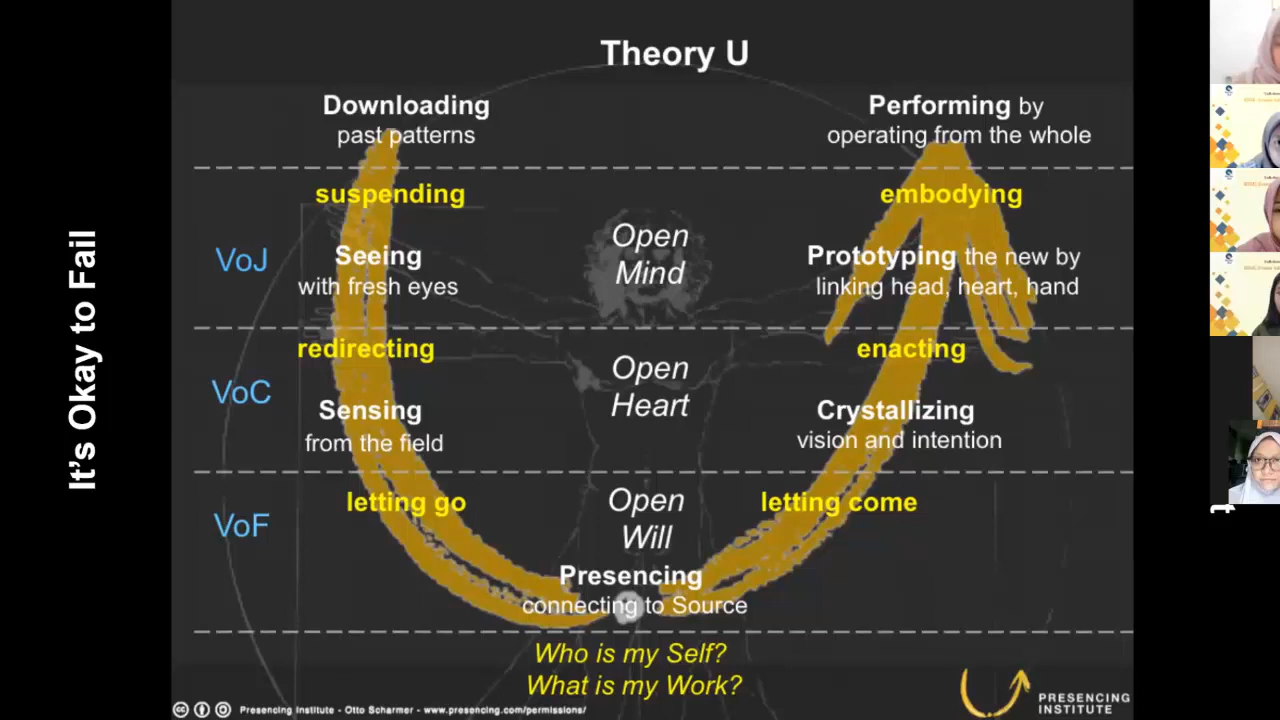 It's Okay to Fail
Theory U
Downloading
past patterns
Performing by
operating from the whole
suspending
embodying
VoJ
Seeing
with fresh eyes
Open
Mind
Prototyping the new by
linking head, heart, hand
redirecting
enacting
VoC
Sensing
from the field
Open
Heart
Crystallizing
vision and intention
letting go
letting come
VoF
Open
Will
Presencing
connecting to Source
Who is my Self?
What is my Work?
Presencing Institute - Otto Scharmer - www.presencing.com/permissions/
PRESENCING
INSTITUTE